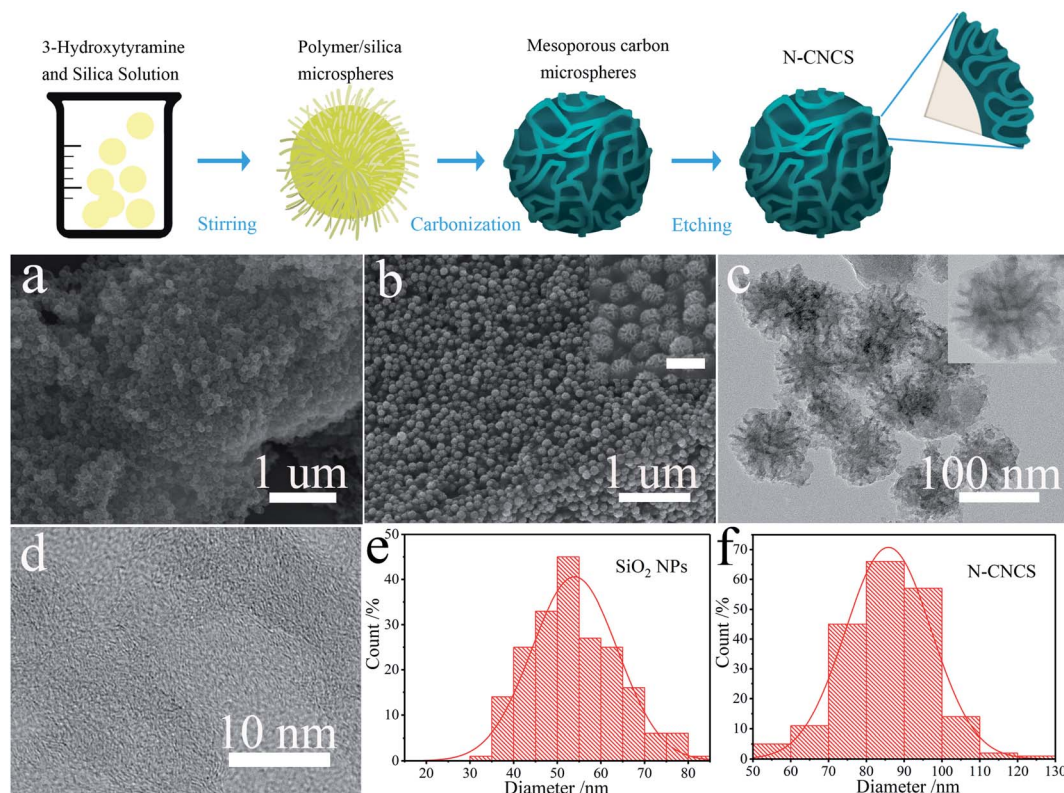 3-Hydroxytyramine
and Silica Solution
Polymer/silica
microspheres
Mesoporous carbon
microspheres
N-CNCS
Stirring
Carbonization
Etching
a
1 um
b
1 um
c
100 nm
d
10 nm
e
SiO₂ NPs
Count /%
50
40
30
20
10
0
20 30 40 50 60 70 80
Diameter /nm
f
N-CNCS
Count /%
70
60
50
40
30
20
10
0
50 60 70 80 90 100 110 120 130
Diameter /nm